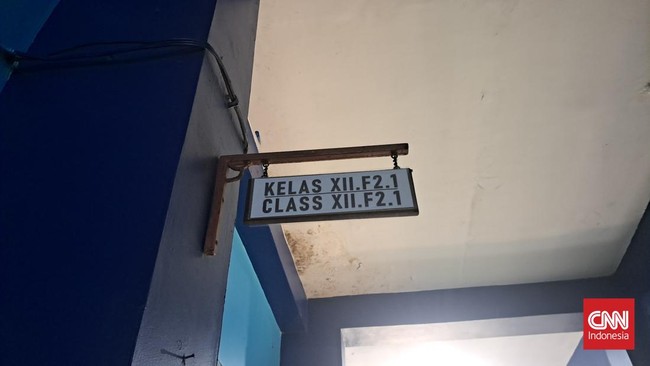 KELAS XII.F2.1
CLASS XII.F2.1
CNN
Indonesia